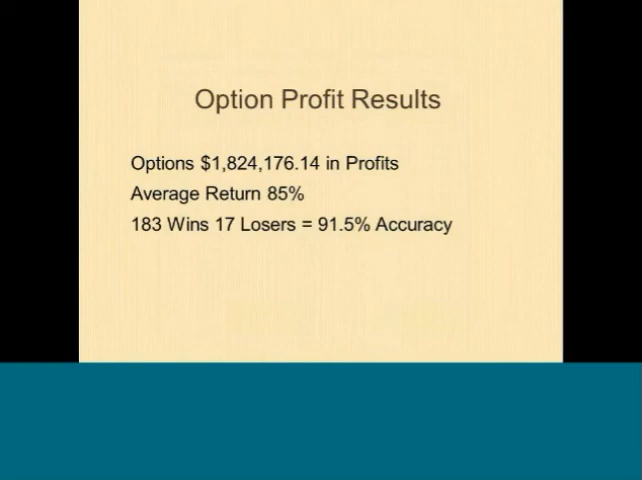 Option Profit Results
Options $1,824,176.14 in Profits
Average Return 85%
183 Wins 17 Losers = 91.5% Accuracy